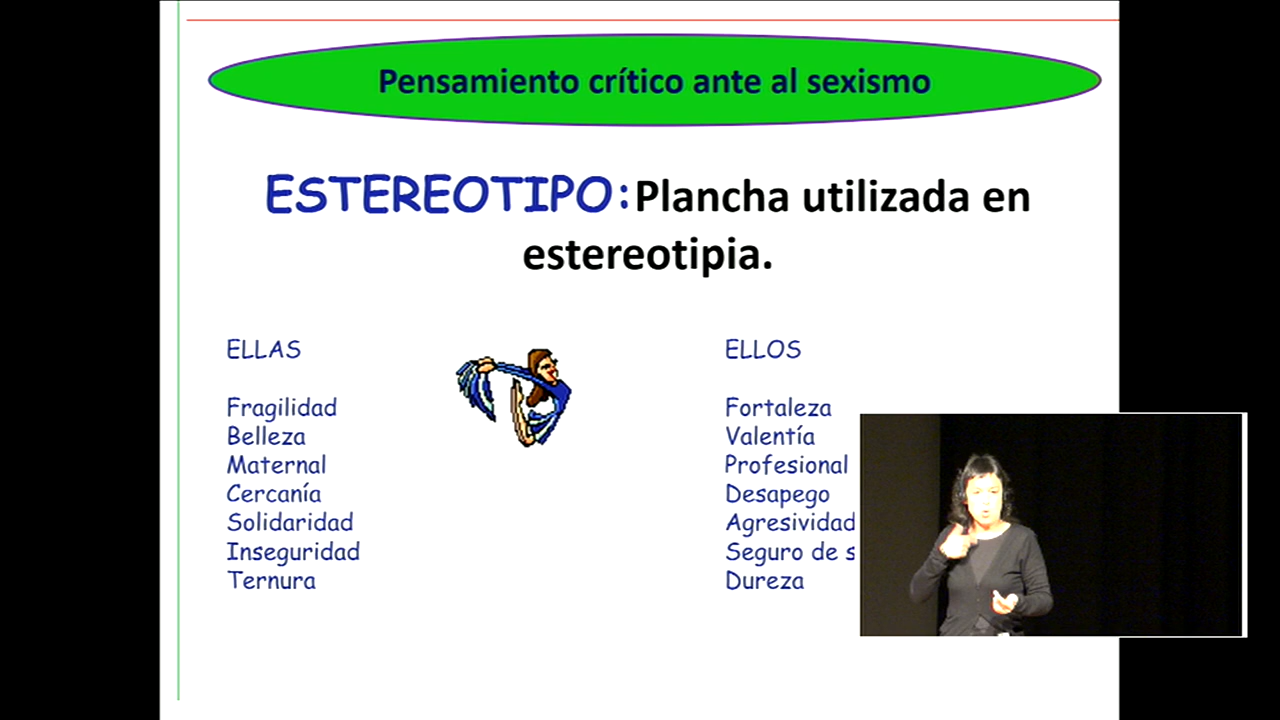 Pensamiento crítico ante al sexismo
ESTEREOTIPO:Plancha utilizada en
estereotipia.
ELLAS
Fragilidad
Belleza
Maternal
Cercanía
Solidaridad
Inseguridad
Ternura
ELLOS
Fortaleza
Valentía
Profesional
Desapego
Agresividad
Seguro de s
Dureza